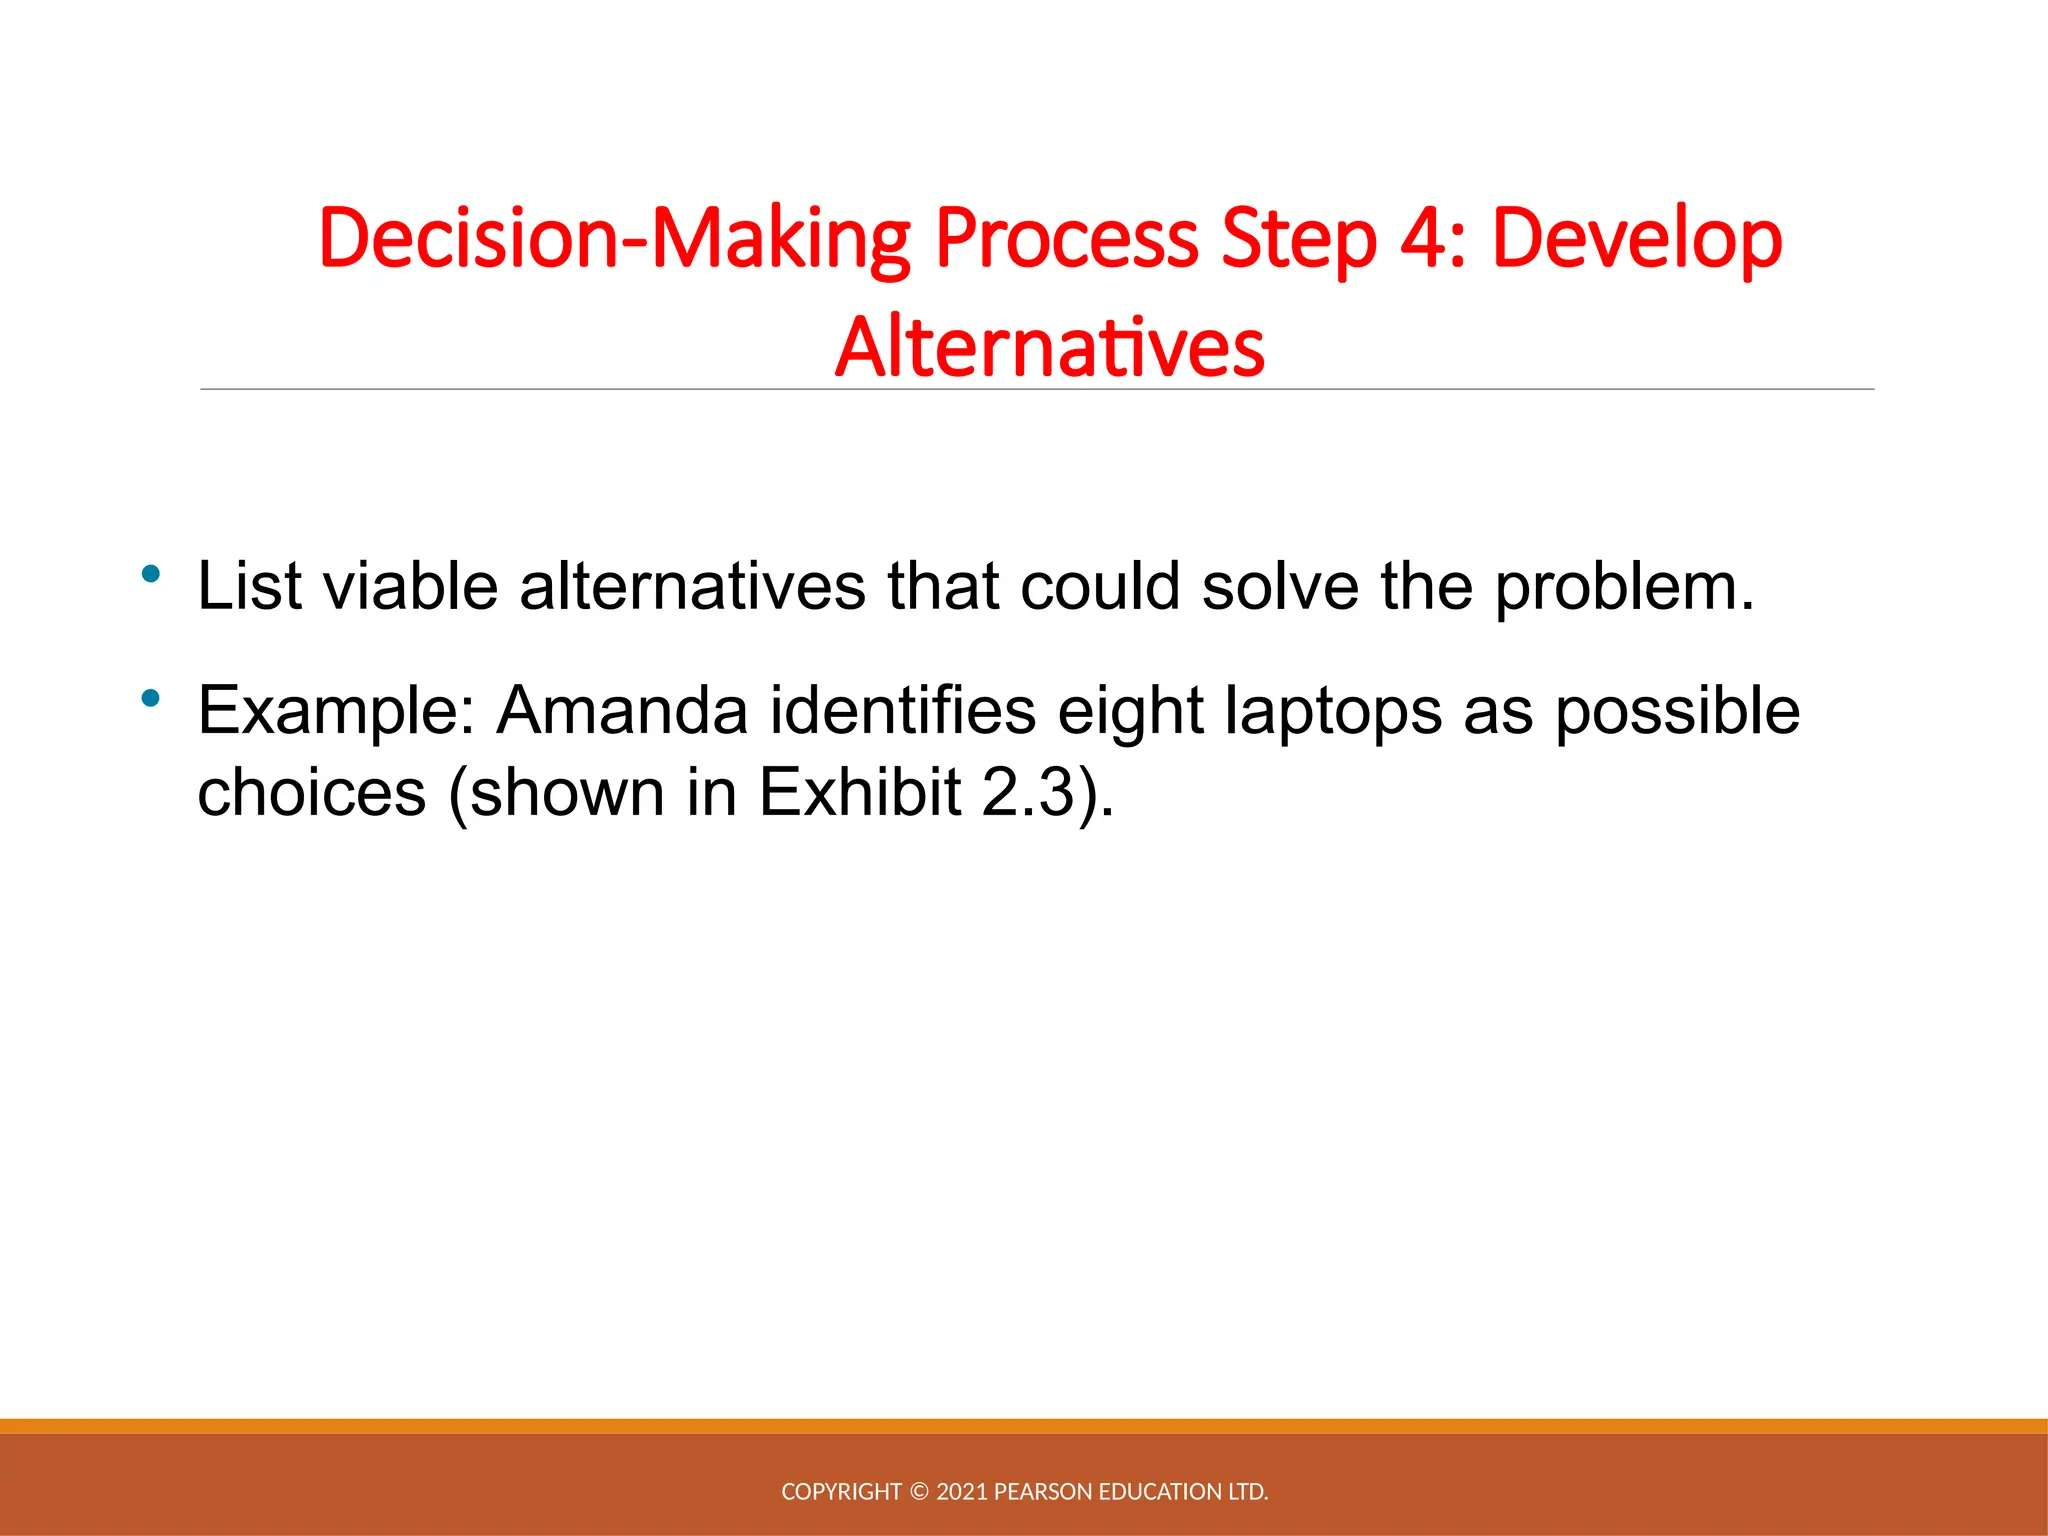 Decision-Making Process Step 4: Develop
Alternatives
• List viable alternatives that could solve the problem.
• Example: Amanda identifies eight laptops as possible
choices (shown in Exhibit 2.3).
COPYRIGHT © 2021 PEARSON EDUCATION LTD.